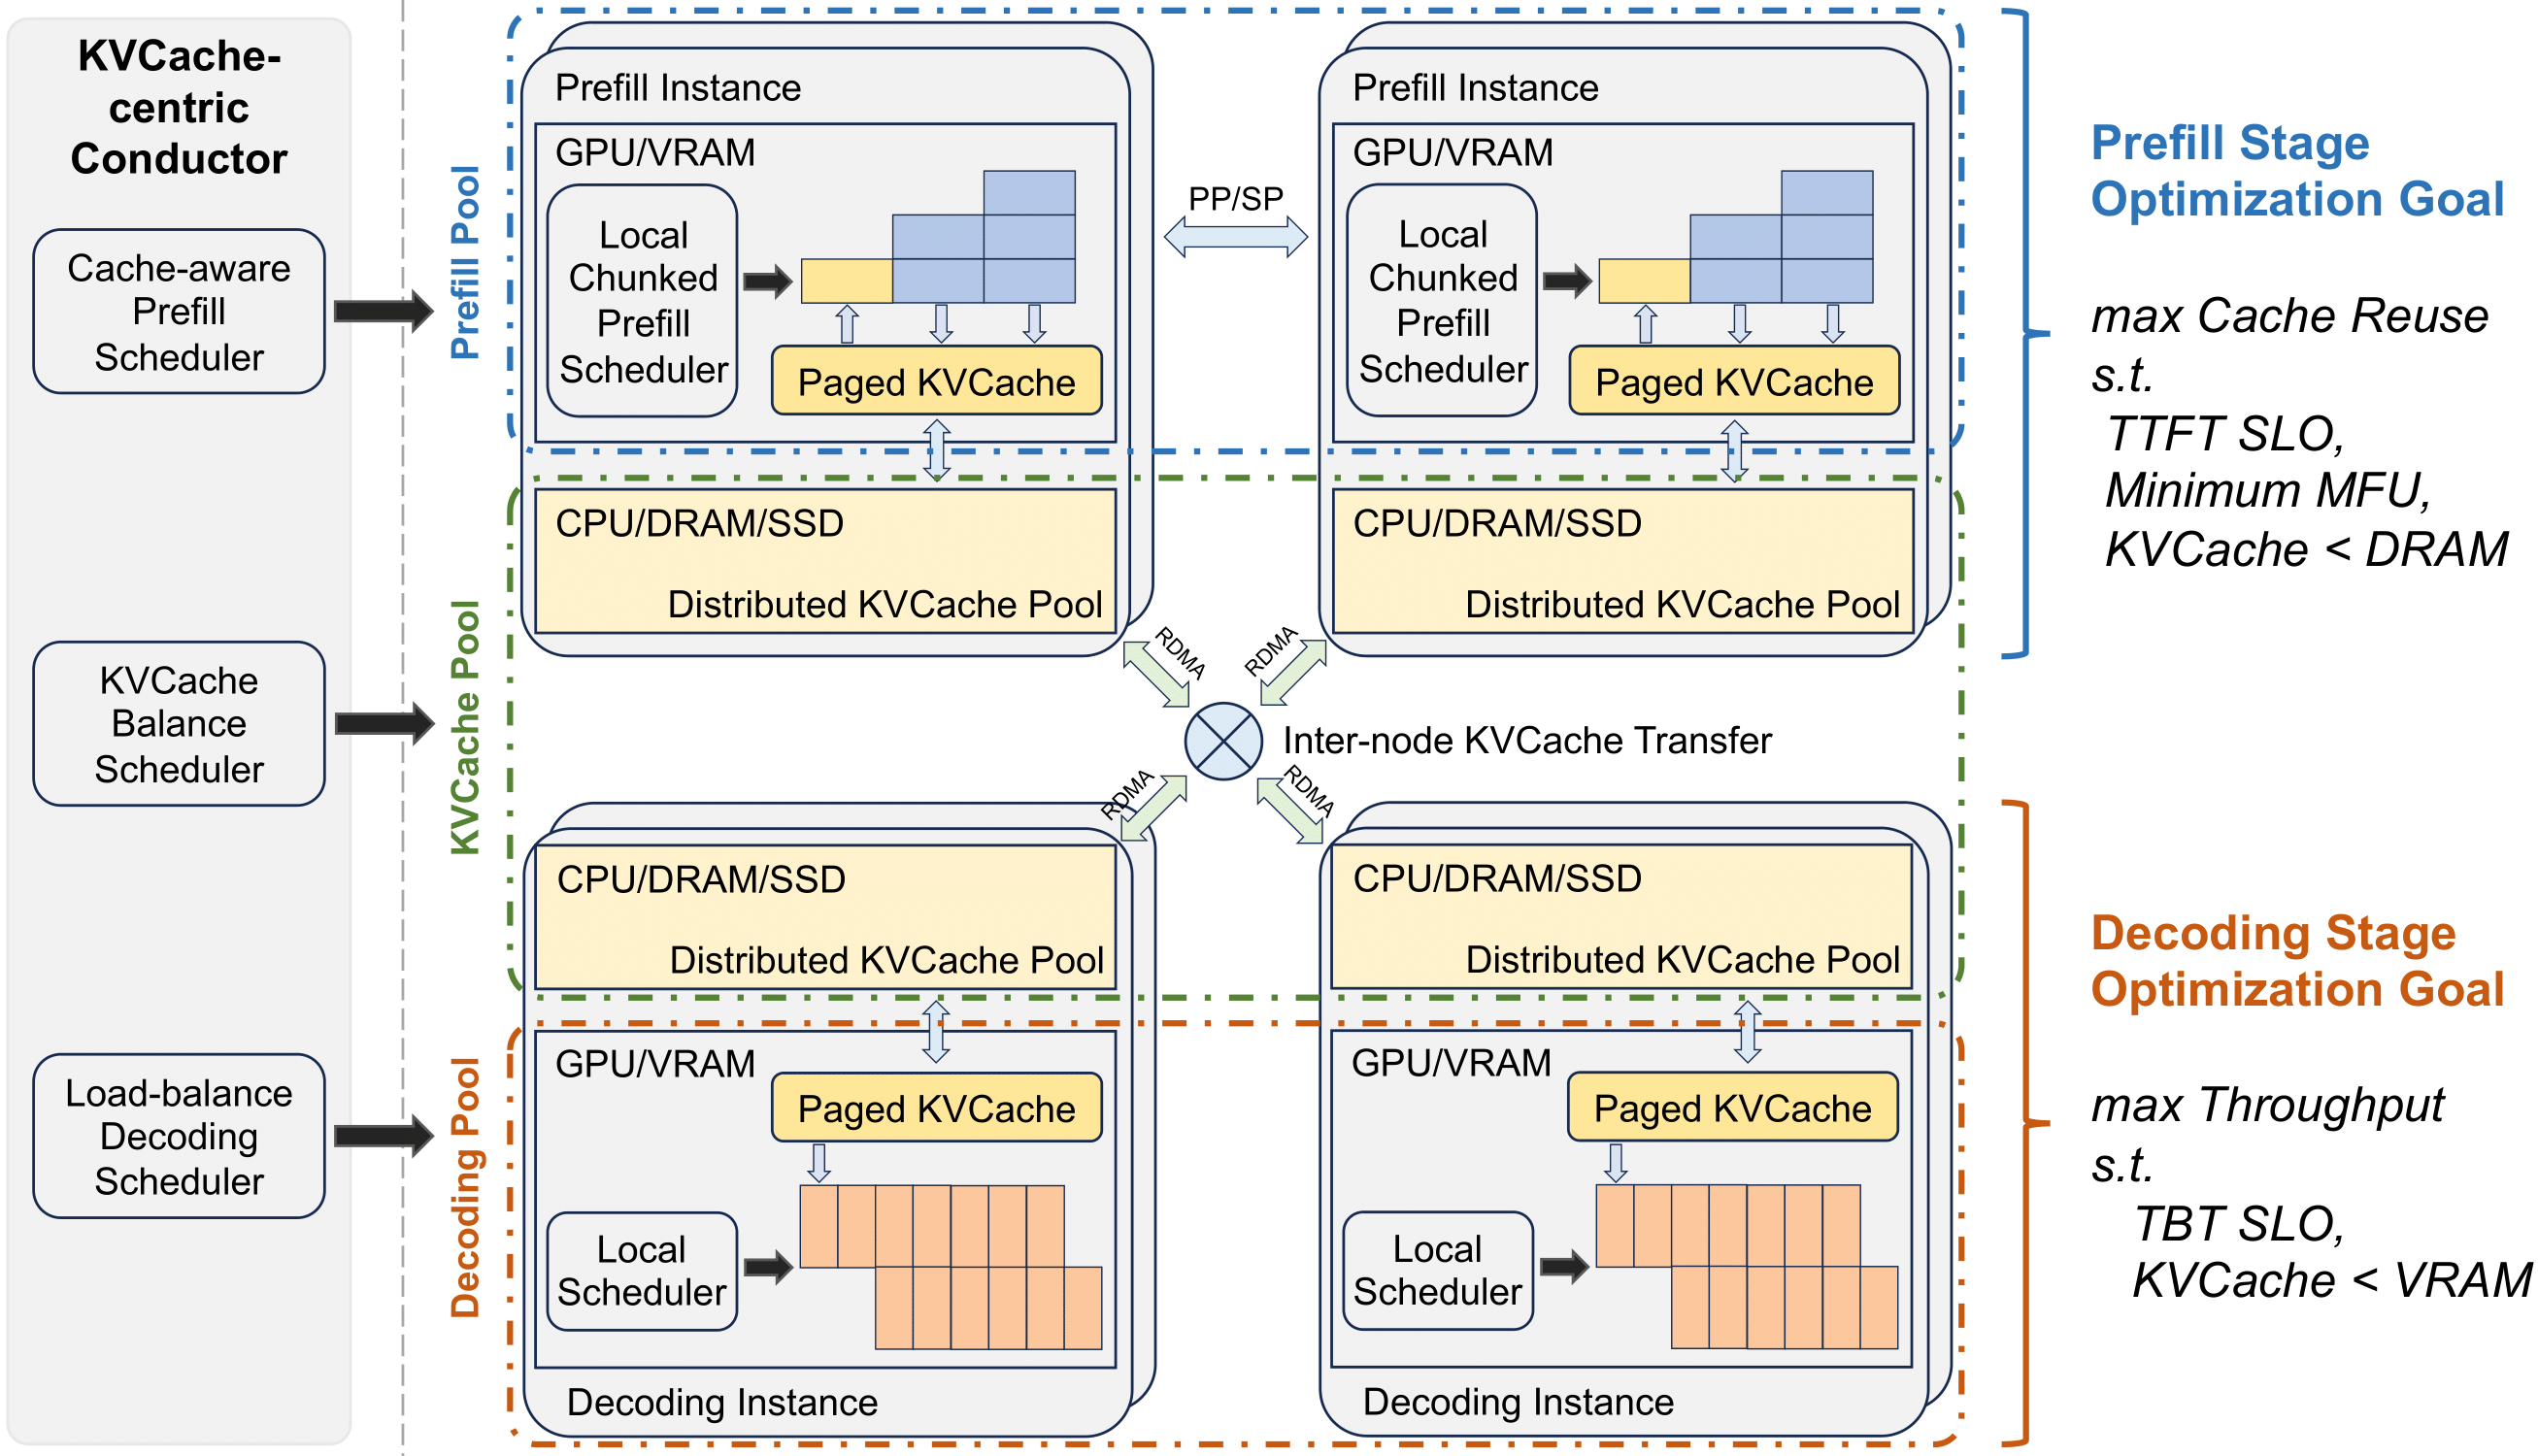 KVCache-
centric
Conductor
Cache-aware
Prefill
Scheduler
KVCache
Balance
Scheduler
Load-balance
Decoding
Scheduler
Prefill Pool
KVCache Pool
Decoding Pool
Prefill Instance
GPU/VRAM
Local
Chunked
Prefill
Scheduler
Paged KVCache
CPU/DRAM/SSD
Distributed KVCache Pool
PP/SP
Prefill Instance
GPU/VRAM
Local
Chunked
Prefill
Scheduler
Paged KVCache
CPU/DRAM/SSD
Distributed KVCache Pool
RDMA
RDMA
Inter-node KVCache Transfer
RDMA
RDMA
CPU/DRAM/SSD
Distributed KVCache Pool
GPU/VRAM
Paged KVCache
Local
Scheduler
Decoding Instance
CPU/DRAM/SSD
Distributed KVCache Pool
GPU/VRAM
Paged KVCache
Local
Scheduler
Decoding Instance
Prefill Stage
Optimization Goal
max Cache Reuse
s.t.
TTFT SLO,
Minimum MFU,
KVCache < DRAM
Decoding Stage
Optimization Goal
max Throughput
s.t.
TBT SLO,
KVCache < VRAM